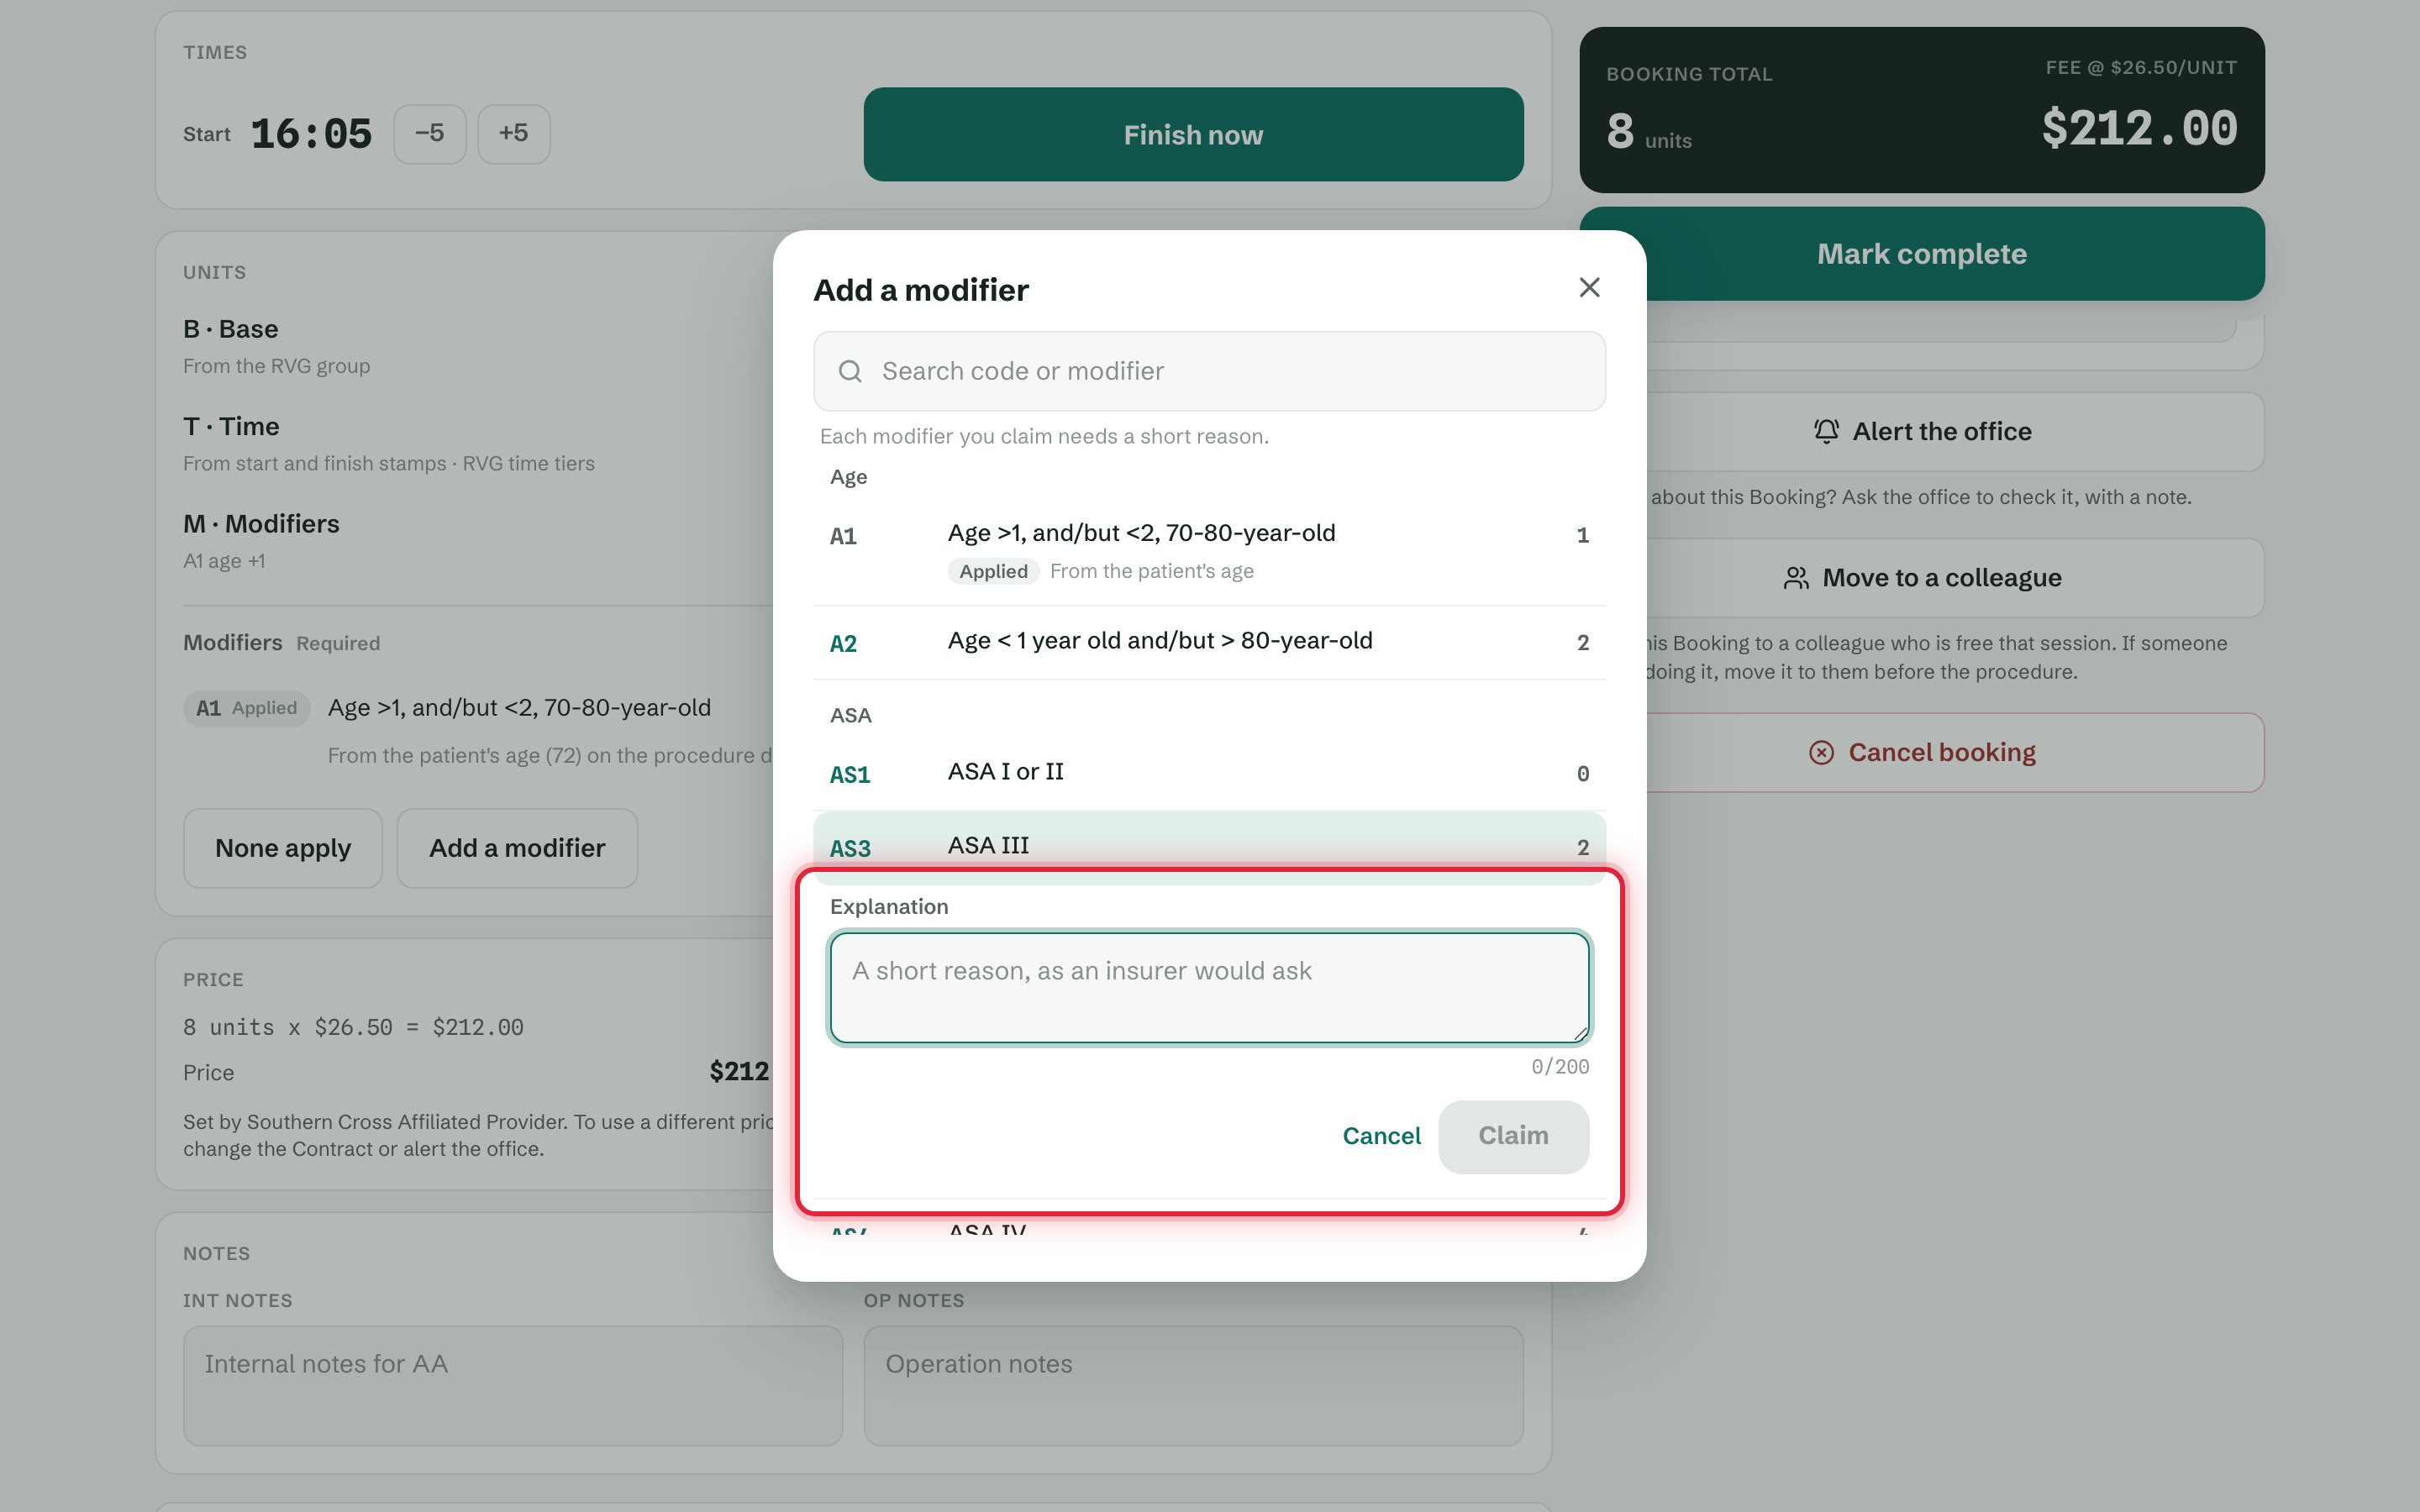 TIMES
Start 16:05 −5 +5
Finish now
BOOKING TOTAL
FEE @ $26.50/UNIT
8 units
$212.00
Mark complete
UNITS
B · Base
From the RVG group
T · Time
From start and finish stamps · RVG time tiers
M · Modifiers
A1 age +1
Modifiers Required
A1 Applied Age >1, and/but <2, 70-80-year-old
From the patient's age (72) on the procedure d
None apply
Add a modifier
PRICE
8 units x $26.50 = $212.00
Price $212
Set by Southern Cross Affiliated Provider. To use a different pric
change the Contract or alert the office.
NOTES
INT NOTES
Internal notes for AA
OP NOTES
Operation notes
Add a modifier
Search code or modifier
Each modifier you claim needs a short reason.
Age
A1 Age >1, and/but <2, 70-80-year-old 1
Applied From the patient's age
A2 Age < 1 year old and/but > 80-year-old 2
ASA
AS1 ASA I or II 0
AS3 ASA III 2
Explanation
A short reason, as an insurer would ask
0/200
Cancel
Claim
AS4 ASA IV 4
Alert the office
about this Booking? Ask the office to check it, with a note.
Move to a colleague
his Booking to a colleague who is free that session. If someone
doing it, move it to them before the procedure.
Cancel booking